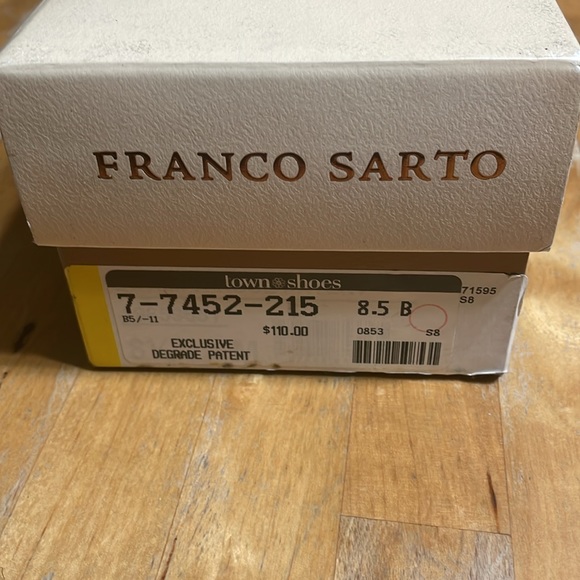 FRANCO SARTO
town shoes
7-7452-215 8.5 B
B5/-11
$110.00
0853 S8
EXCLUSIVE
DEGRADE PATENT
71595
S8